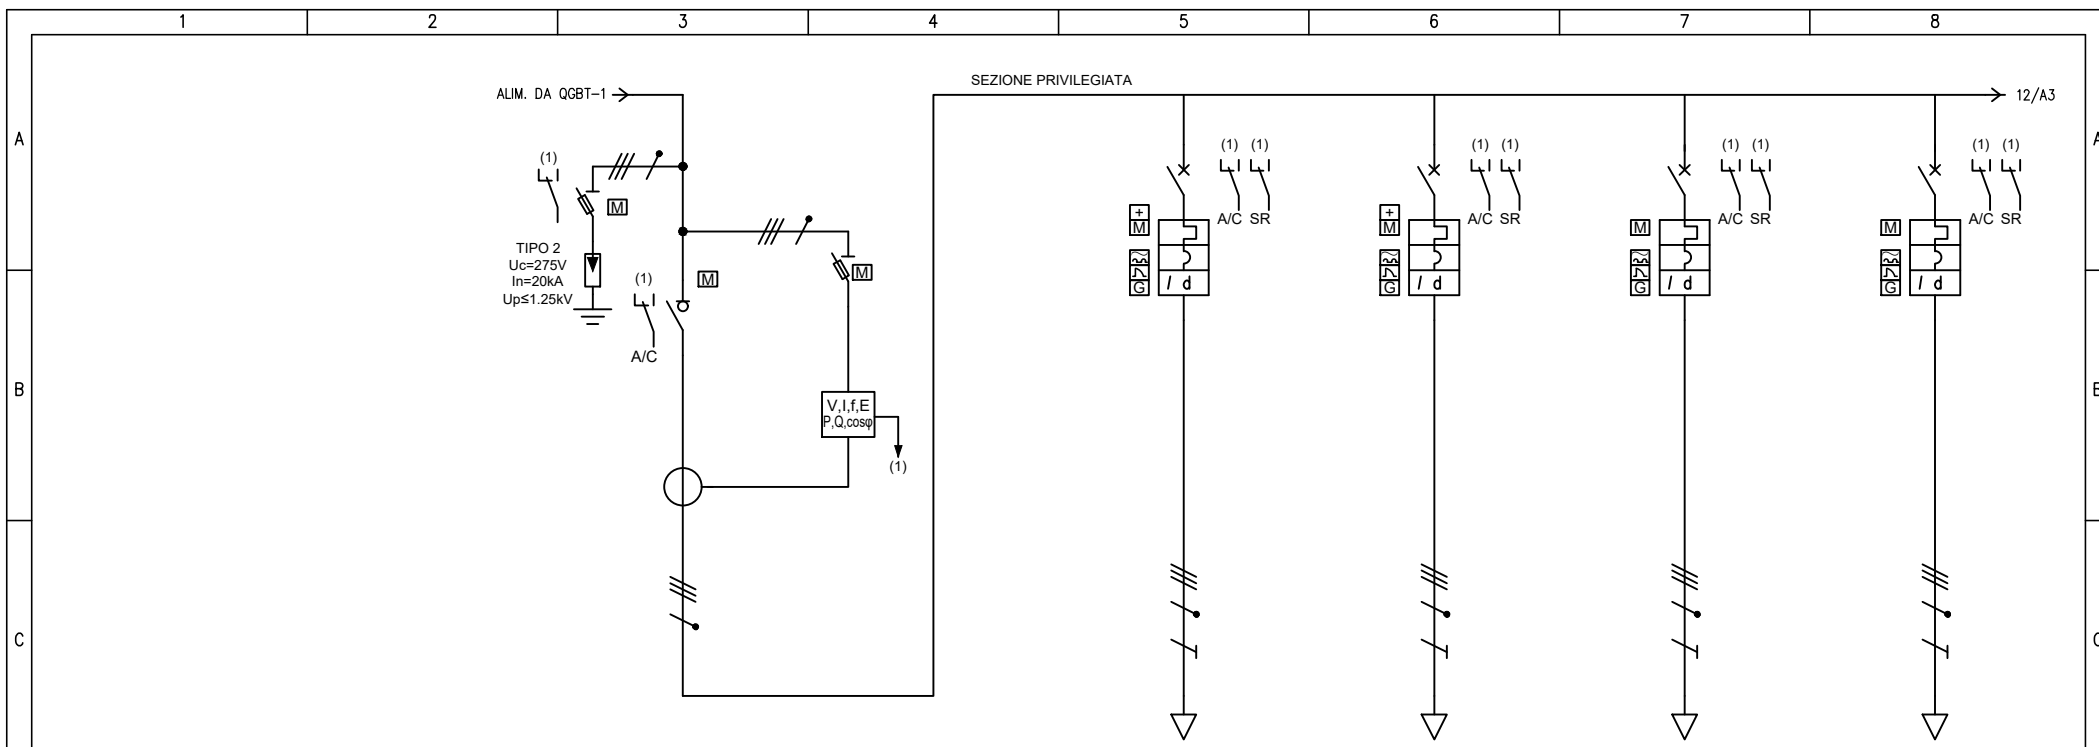 1 2 3 4 5 6 7 8
SEZIONE PRIVILEGIATA
ALIM. DA QGBT-1
12/A3
A A
(1) (1) (1) (1) (1) (1) (1) (1) (1)
M
A/C SR A/C SR A/C SR A/C SR
+ +
M M M M
TIPO 2
Uc=275V
In=20kA
Up≤1.25kV
(1) M M
G I d G I d G I d G I d
A/C
B B
V,I,f,E
P,Q,cosφ
(1)
C C